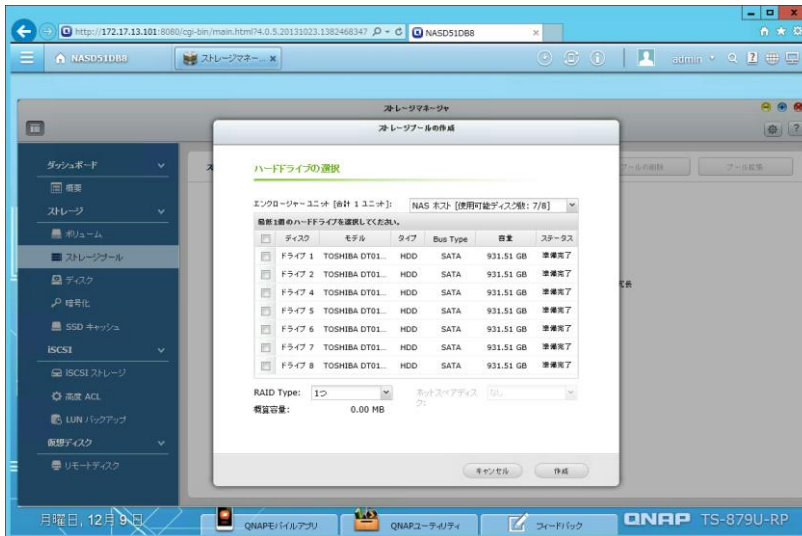 http://172.17.13.101:8080/cgi-bin/main.html?4.0.5.20131023.1382468347
NASD51DB8
NASD51DB8
ストレージマネー...
admin
ストレージマネージャ
ストレージプールの作成
ダッシュボード
概要
ストレージ
ボリューム
ストレージプール
ディスク
暗号化
SSD キャッシュ
iSCSI
iSCSI ストレージ
高度 ACL
LUN バックアップ
仮想ディスク
リモートディスク
プールの削除
プール拡張
ハードドライブの選択
エンクロージャーユニット [合計 1 ユニット]: NAS ホスト [使用可能ディスク数: 7/8]
最低1個のハードドライブを選択してください。
ディスク モデル タイプ Bus Type 容量 ステータス
ドライブ 1 TOSHIBA DT01... HDD SATA 931.51 GB 準備完了
ドライブ 2 TOSHIBA DT01... HDD SATA 931.51 GB 準備完了
ドライブ 4 TOSHIBA DT01... HDD SATA 931.51 GB 準備完了
ドライブ 5 TOSHIBA DT01... HDD SATA 931.51 GB 準備完了
ドライブ 6 TOSHIBA DT01... HDD SATA 931.51 GB 準備完了
ドライブ 7 TOSHIBA DT01... HDD SATA 931.51 GB 準備完了
ドライブ 8 TOSHIBA DT01... HDD SATA 931.51 GB 準備完了
RAID Type: 1つ ホットスペアディスク: なし
概算容量: 0.00 MB
キャンセル 作成
月曜日, 12月 9 日
QNAPモバイルアプリ
QNAPユーティリティ
フィードバック
QNAP TS-879U-RP